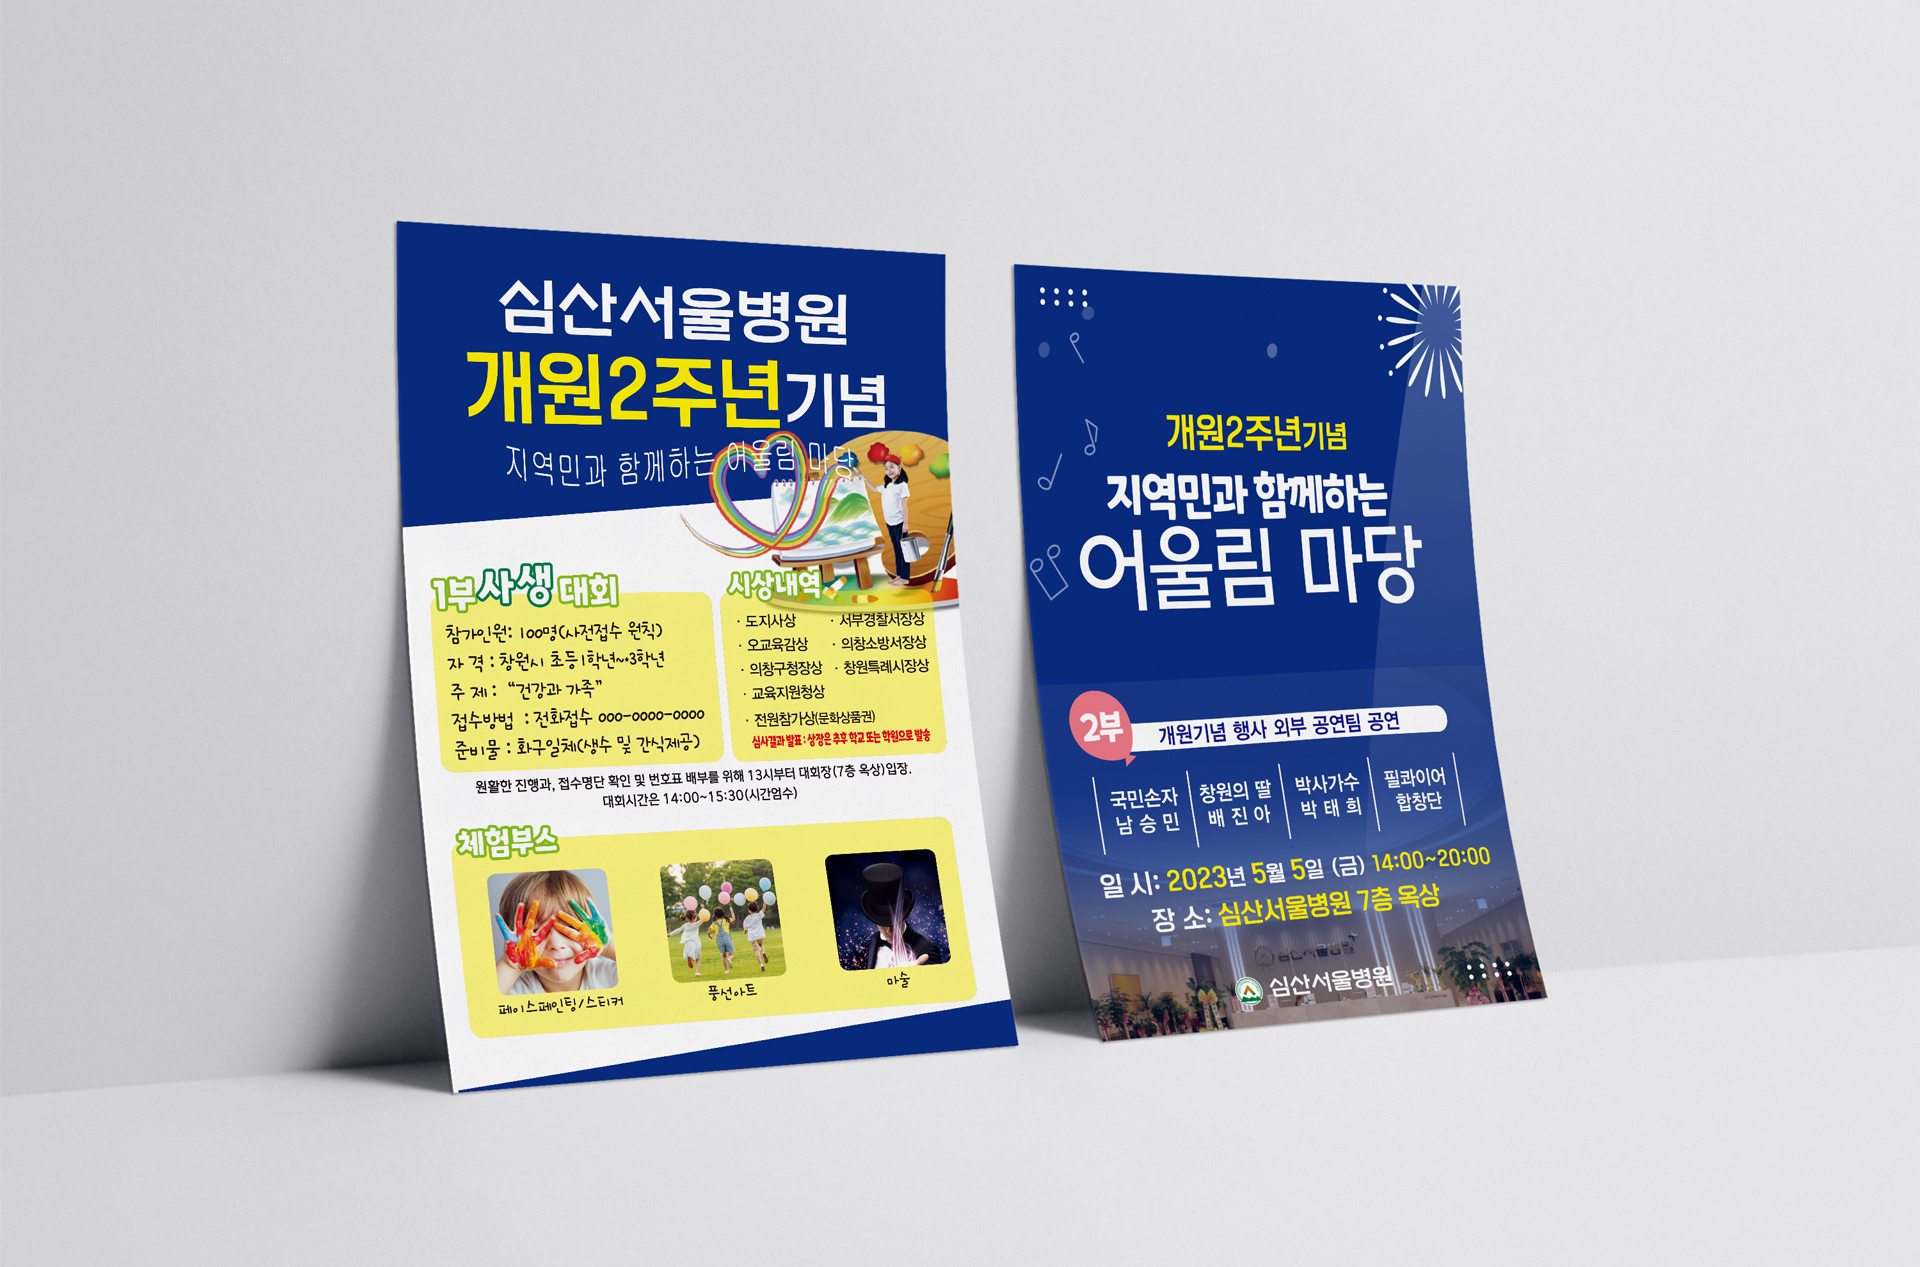 심산서울병원
개원2주년기념
지역민과 함께하는 어울림 마당
1부 사생 대회
참가인원: 100명(사전접수 원칙)
자 격 : 창원시 초등1학년~3학년
주 제 : “건강과 가족”
접수방법 : 전화접수 000-0000-0000
준비물 : 화구일체(생수 및 간식제공)
시상내역
· 도지사상 · 서부경찰서장상
· 오교육감상 · 의창소방서장상
· 의창구청장상 · 창원특례시장상
· 교육지원청상
· 전원참가상(문화상품권)
심사결과 발표 : 상장은 추후 학교 또는 학원으로 발송
원활한 진행과, 접수명단 확인 및 번호표 배부를 위해 13시부터 대회장(7층 옥상)입장.
대회시간은 14:00~15:30(시간엄수)
체험부스
페이스페인팅/스티커
풍선아트
마술
개원2주년기념
지역민과 함께하는
어울림 마당
2부 개원기념 행사 외부 공연팀 공연
국민손자
남 승 민
창원의 딸
배 진 아
박사가수
박 태 희
필콰이어
합창단
일 시: 2023년 5월 5일 (금) 14:00~20:00
장 소: 심산서울병원 7층 옥상
심산서울병원
심산서울병원